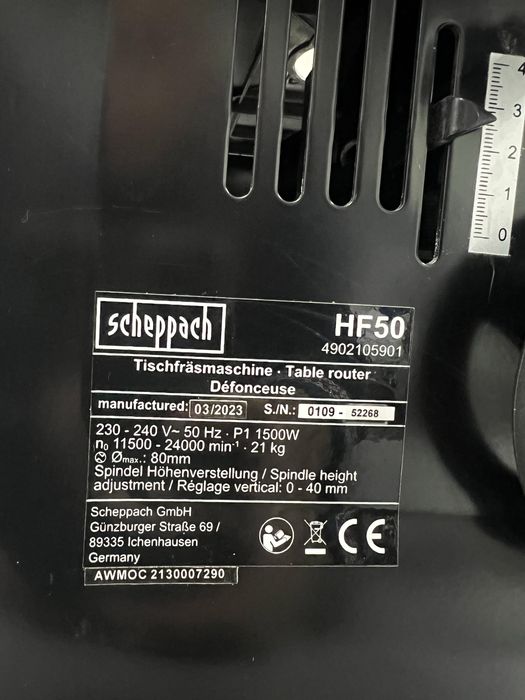 4
3
2
1
0
scheppach
HF50
4902105901
Tischfräsmaschine · Table router
Défonceuse
manufactured: 03/2023 S./N.: 0109 - 52268
230 - 240 V~ 50 Hz · P1 1500W
n₀ 11500 - 24000 min⁻¹ · 21 kg
Ømax.: 80mm
Spindel Höhenverstellung / Spindle height
adjustment / Réglage vertical: 0 - 40 mm
Scheppach GmbH
Günzburger Straße 69 /
89335 Ichenhausen
Germany
CE
AWMOC 2130007290